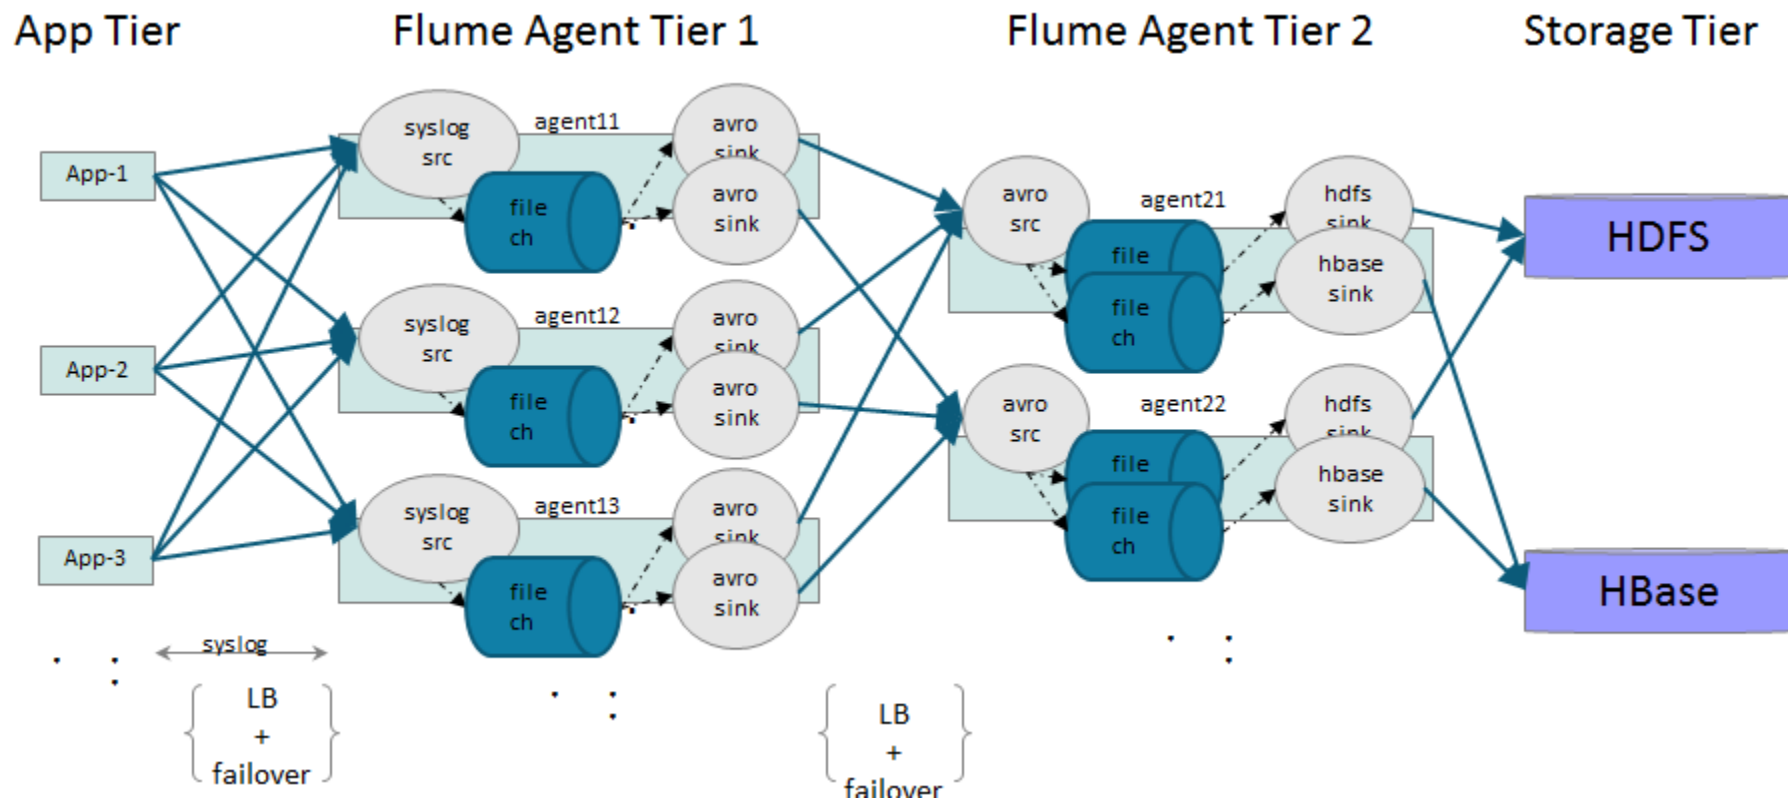 App Tier
Flume Agent Tier 1
Flume Agent Tier 2
Storage Tier
App-1
App-2
App-3
syslog
LB
+
failover
syslog
src
agent11
file
ch
avro
sink
avro
sink
syslog
src
agent12
file
ch
avro
sink
avro
sink
syslog
src
agent13
file
ch
avro
sink
avro
sink
LB
+
failover
avro
src
agent21
file
file
ch
hdfs
sink
hbase
sink
avro
src
agent22
file
file
ch
hdfs
sink
hbase
sink
HDFS
HBase